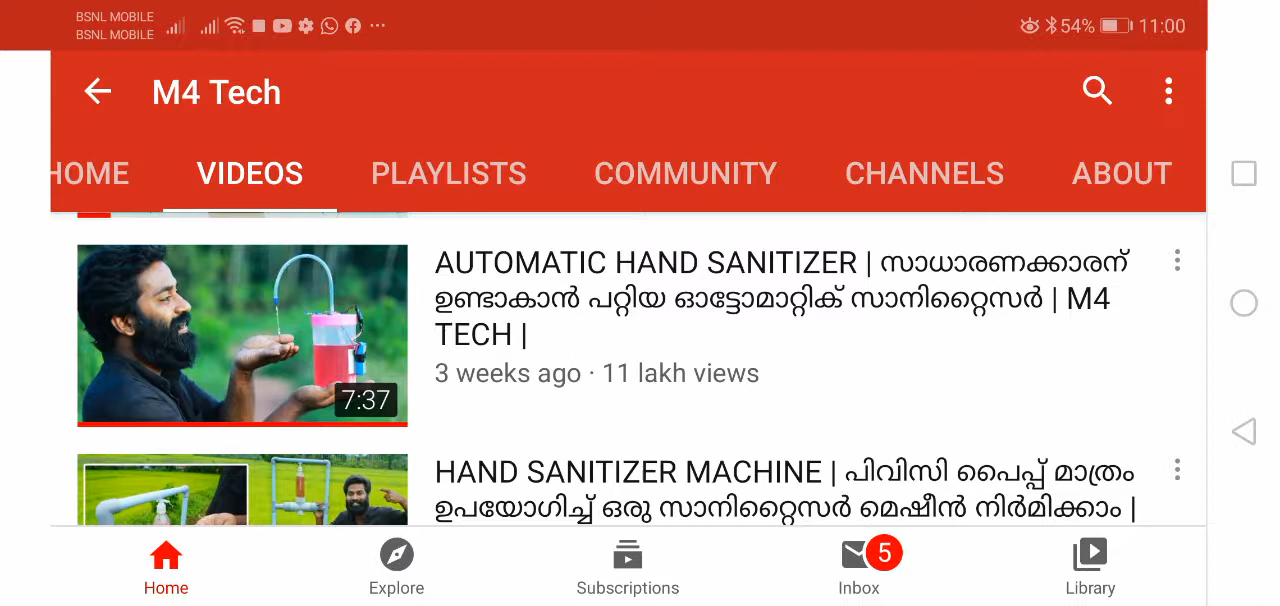 BSNL MOBILE
BSNL MOBILE
54%
11:00
M4 Tech
HOME VIDEOS PLAYLISTS COMMUNITY CHANNELS ABOUT
AUTOMATIC HAND SANITIZER | സാധാരണക്കാരന്
ഉണ്ടാകാൻ പറ്റിയ ഓട്ടോമാറ്റിക് സാനിറ്റൈസർ | M4
TECH |
3 weeks ago · 11 lakh views
7:37
HAND SANITIZER MACHINE | പിവിസി പൈപ്പ് മാത്രം
ഉപയോഗിച്ച് ഒരു സാനിറ്റൈസർ മെഷീൻ നിർമിക്കാം |
5
Home Explore Subscriptions Inbox Library